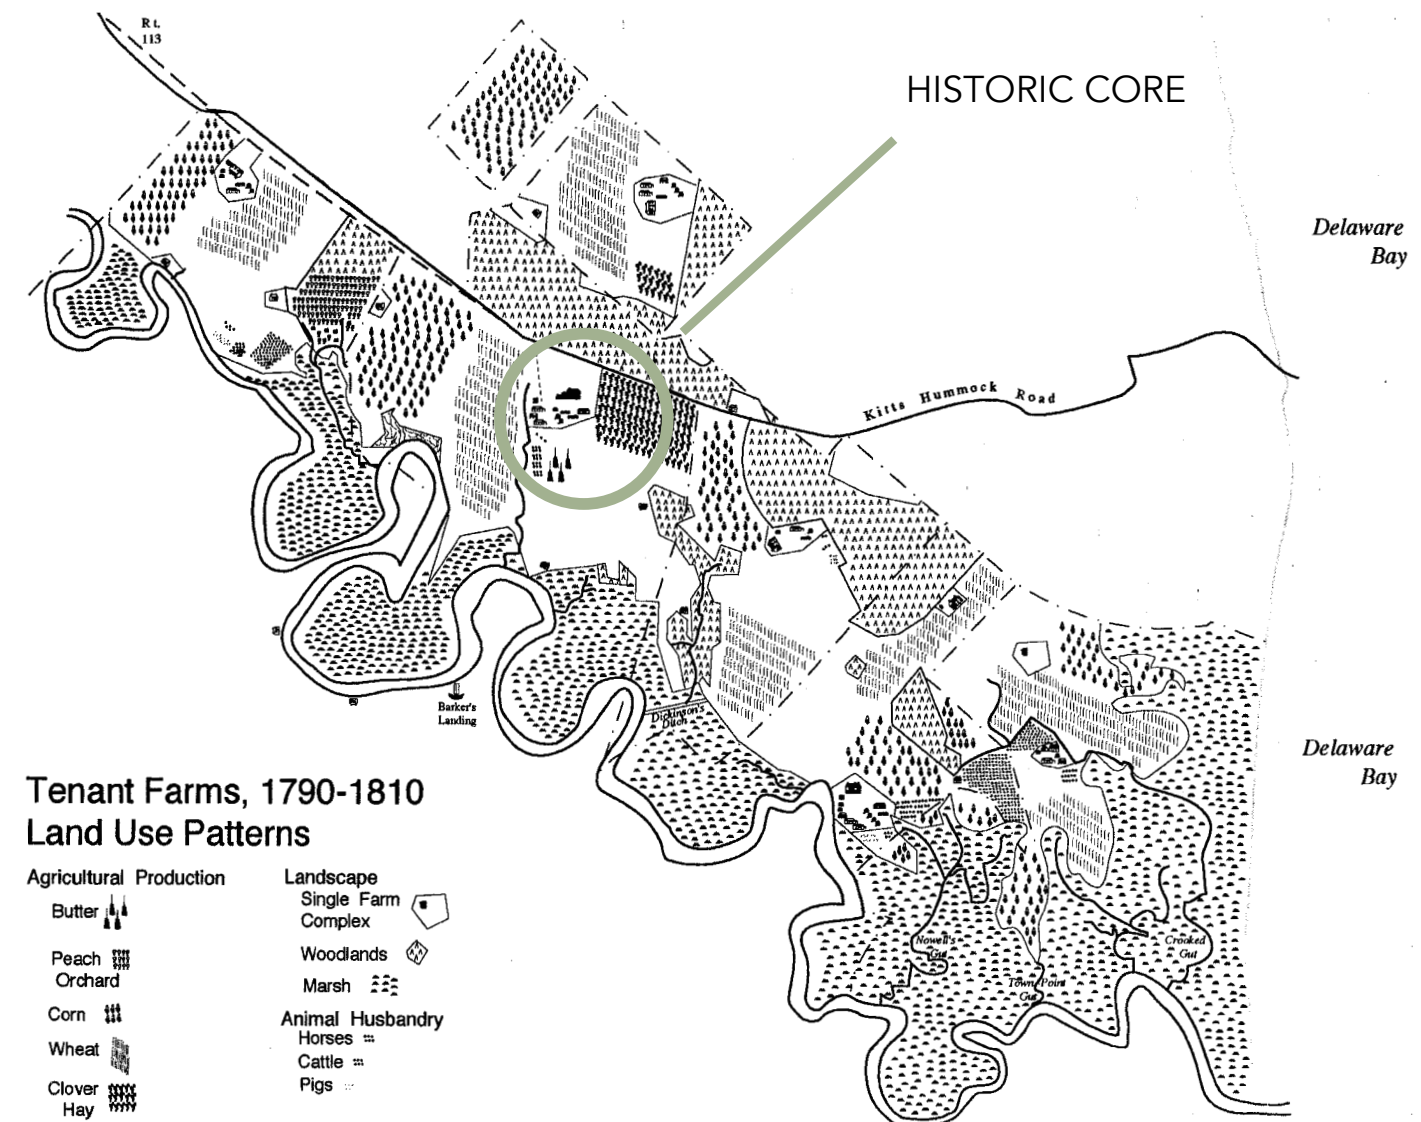 Rt.
113
HISTORIC CORE
Delaware
Bay
Kitts Hummock Road
Barker's
Landing
Dickinson's
Ditch
Delaware
Bay
Nowell's
Gut
Crooked
Gut
Town Point
Gut
Tenant Farms, 1790-1810
Land Use Patterns
Agricultural Production
Butter
Peach
Orchard
Corn
Wheat
Clover
Hay
Landscape
Single Farm
Complex
Woodlands
Marsh
Animal Husbandry
Horses
Cattle
Pigs